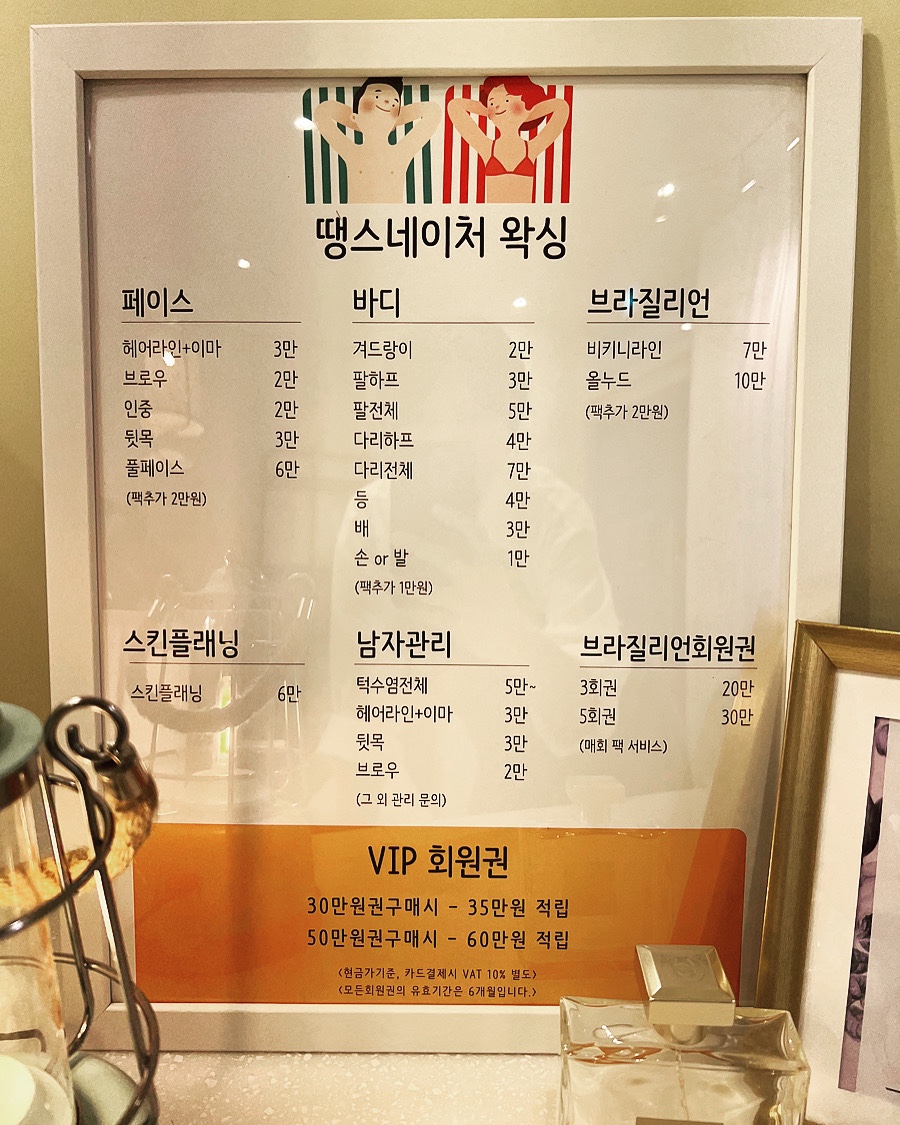 땡스네이처 왁싱
페이스
헤어라인+이마 3만
브로우 2만
인중 2만
뒷목 3만
풀페이스 6만
(팩추가 2만원)
바디
겨드랑이 2만
팔하프 3만
팔전체 5만
다리하프 4만
다리전체 7만
등 4만
배 3만
손 or 발 1만
(팩추가 1만원)
브라질리언
비키니라인 7만
올누드 10만
(팩추가 2만원)
스킨플래닝
스킨플래닝 6만
남자관리
턱수염전체 5만~
헤어라인+이마 3만
뒷목 3만
브로우 2만
(그 외 관리 문의)
브라질리언회원권
3회권 20만
5회권 30만
(매회 팩 서비스)
VIP 회원권
30만원권구매시 - 35만원 적립
50만원권구매시 - 60만원 적립
<현금가기준, 카드결제시 VAT 10% 별도>
<모든회원권의 유효기간은 6개월입니다.>